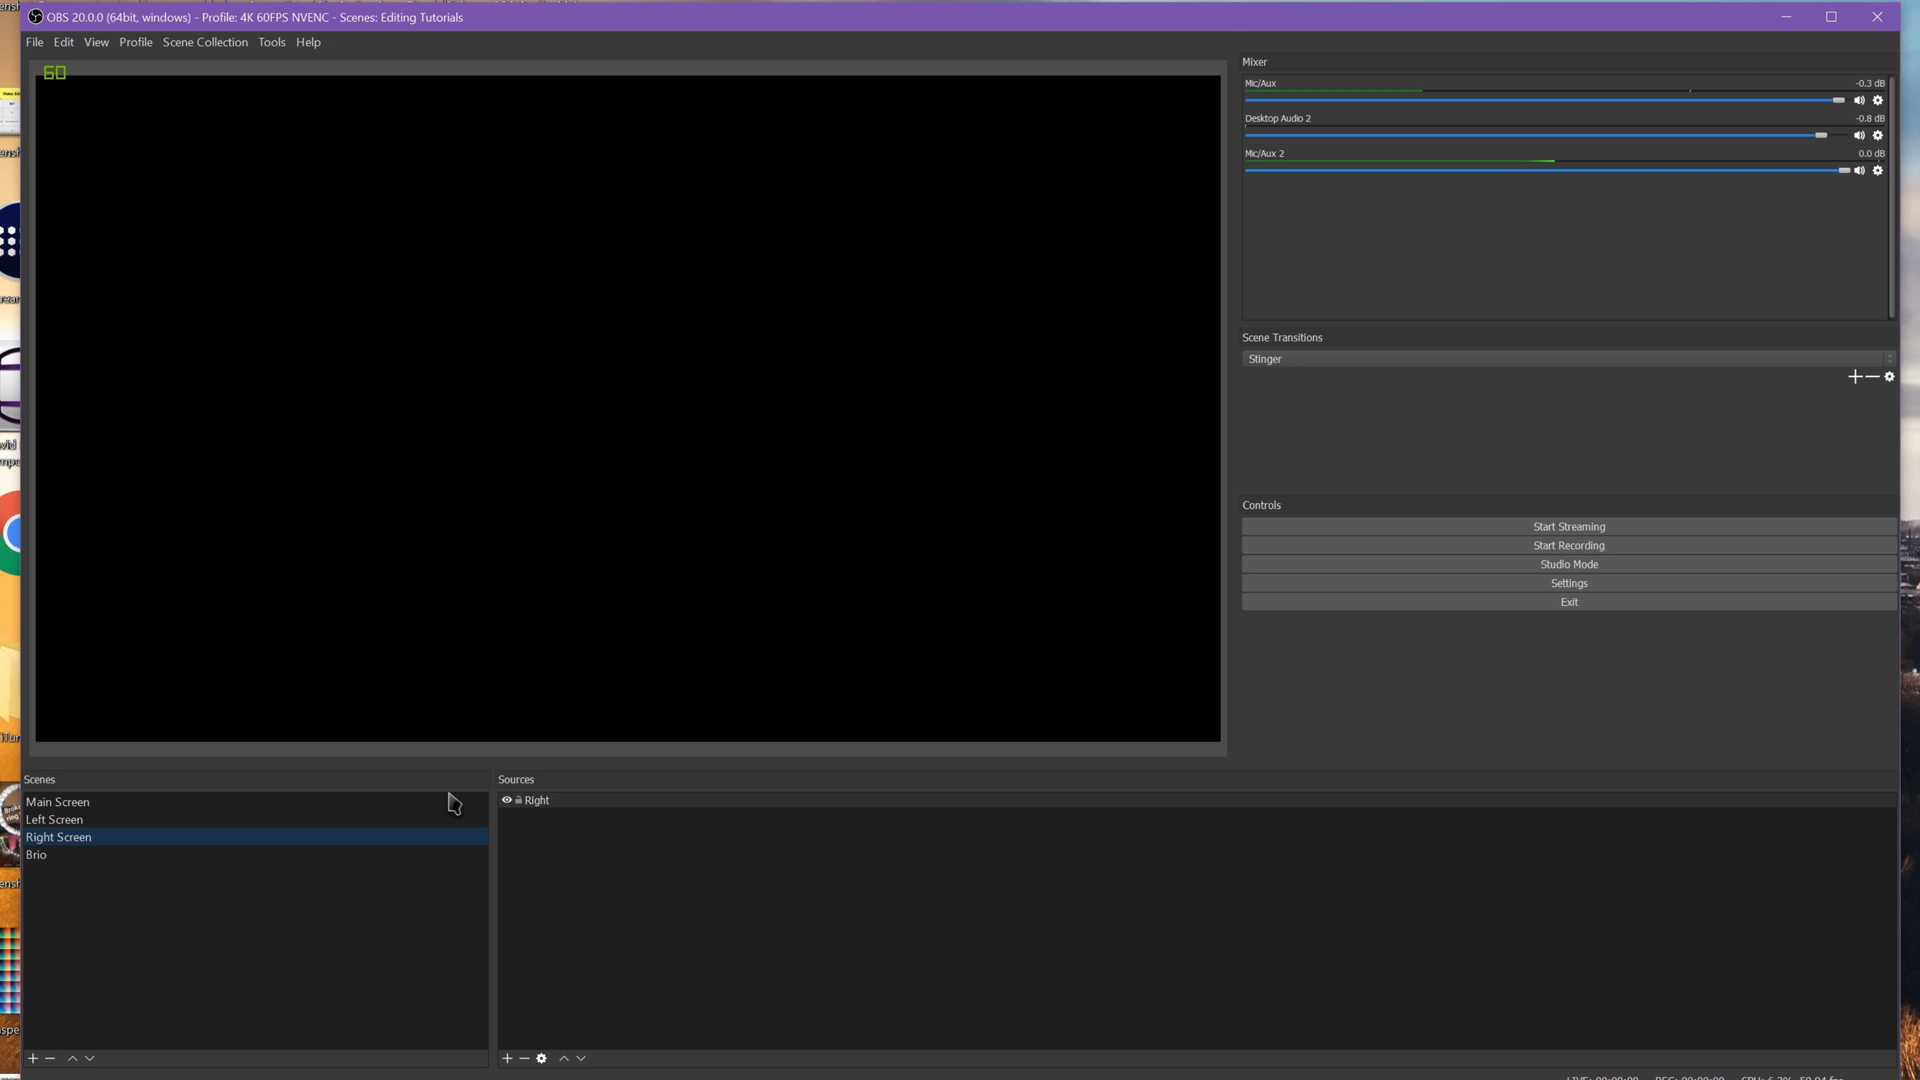 OBS 20.0.0 (64bit, windows) - Profile: 4K 60FPS NVENC - Scenes: Editing Tutorials
File Edit View Profile Scene Collection Tools Help
60
Mixer
Mic/Aux -0.3 dB
Desktop Audio 2 -0.8 dB
Mic/Aux 2 0.0 dB
Scene Transitions
Stinger
Controls
Start Streaming
Start Recording
Studio Mode
Settings
Exit
Scenes
Main Screen
Left Screen
Right Screen
Brio
Sources
Right